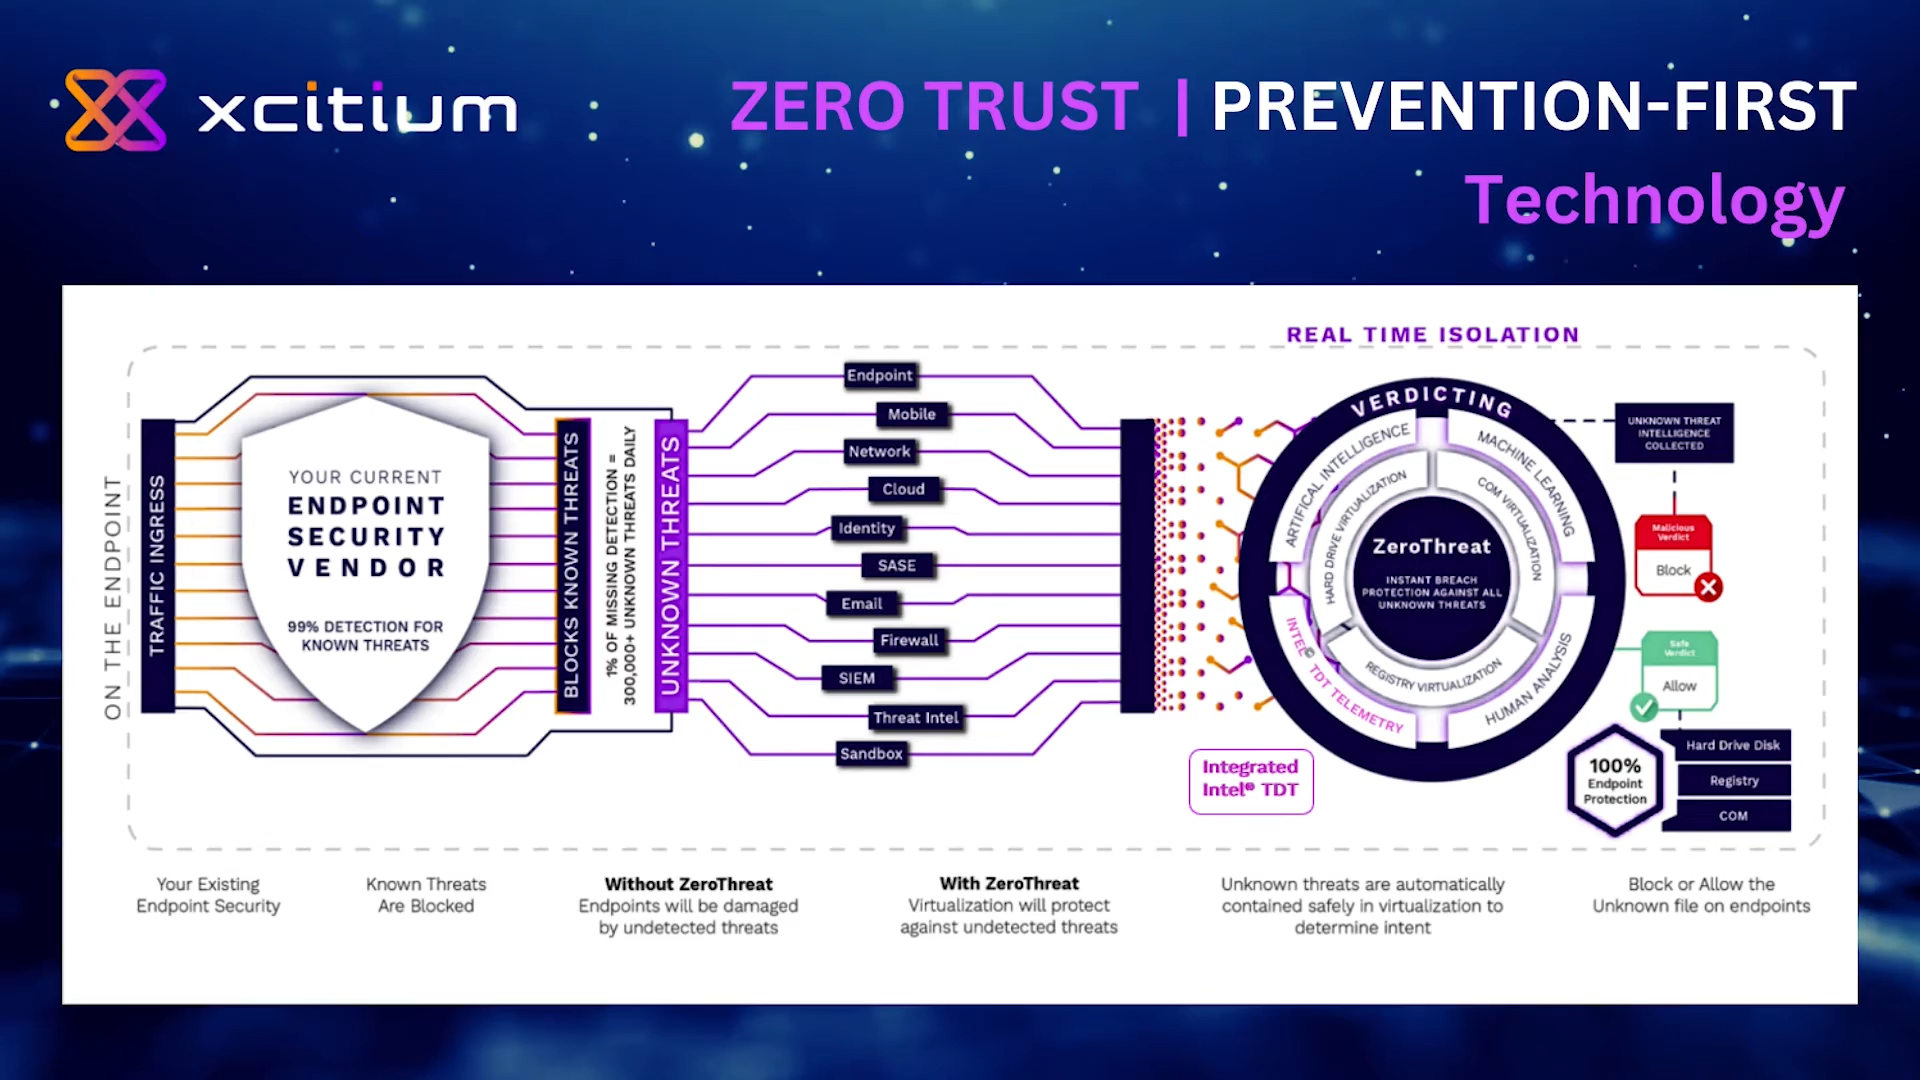 xcitium
ZERO TRUST | PREVENTION-FIRST
Technology
REAL TIME ISOLATION
ON THE ENDPOINT
TRAFFIC INGRESS
YOUR CURRENT
ENDPOINT
SECURITY
VENDOR
99% DETECTION FOR
KNOWN THREATS
BLOCKS KNOWN THREATS
1% OF MISSING DETECTION =
300,000+ UNKNOWN THREATS DAILY
UNKNOWN THREATS
Endpoint
Mobile
Network
Cloud
Identity
SASE
Email
Firewall
SIEM
Threat Intel
Sandbox
VERDICTING
ARTIFICAL INTELLIGENCE
MACHINE LEARNING
HARD DRIVE VIRTUALIZATION
COM VIRTUALIZATION
ZeroThreat
INSTANT BREACH
PROTECTION AGAINST ALL
UNKNOWN THREATS
REGISTRY VIRTUALIZATION
INTEL© TDT TELEMETRY
HUMAN ANALYSIS
Integrated
Intel® TDT
UNKNOWN THREAT
INTELLIGENCE
COLLECTED
Malicious
Verdict
Block
Safe
Verdict
Allow
100%
Endpoint
Protection
Hard Drive Disk
Registry
COM
Your Existing
Endpoint Security
Known Threats
Are Blocked
Without ZeroThreat
Endpoints will be damaged
by undetected threats
With ZeroThreat
Virtualization will protect
against undetected threats
Unknown threats are automatically
contained safely in virtualization to
determine intent
Block or Allow the
Unknown file on endpoints